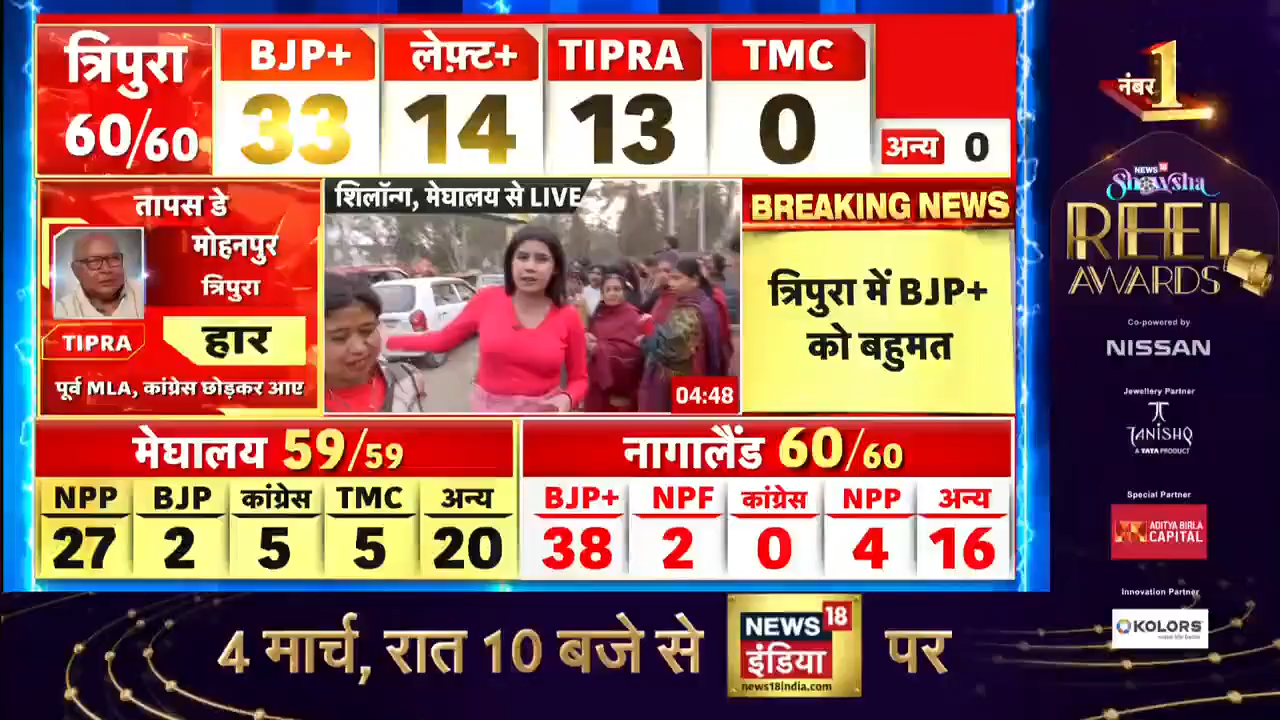 त्रिपुरा
60/60
BJP+
33
लेफ़्ट+
14
TIPRA
13
TMC
0
अन्य 0
तापस डे
मोहनपुर
त्रिपुरा
TIPRA
हार
पूर्व MLA, कांग्रेस छोड़कर आए
शिलॉन्ग, मेघालय से LIVE
04:48
BREAKING NEWS
त्रिपुरा में BJP+
को बहुमत
मेघालय 59/59
NPP BJP कांग्रेस TMC अन्य
27 2 5 5 20
नागालैंड 60/60
BJP+ NPF कांग्रेस NPP अन्य
38 2 0 4 16
नंबर 1
NEWS 18
Showsha
REEL
AWARDS
Co-powered by
NISSAN
Jewellery Partner
TANISHQ
A TATA PRODUCT
Special Partner
ADITYA BIRLA
CAPITAL
Innovation Partner
KOLORS
4 मार्च, रात 10 बजे से
NEWS 18
इंडिया
news18india.com
पर